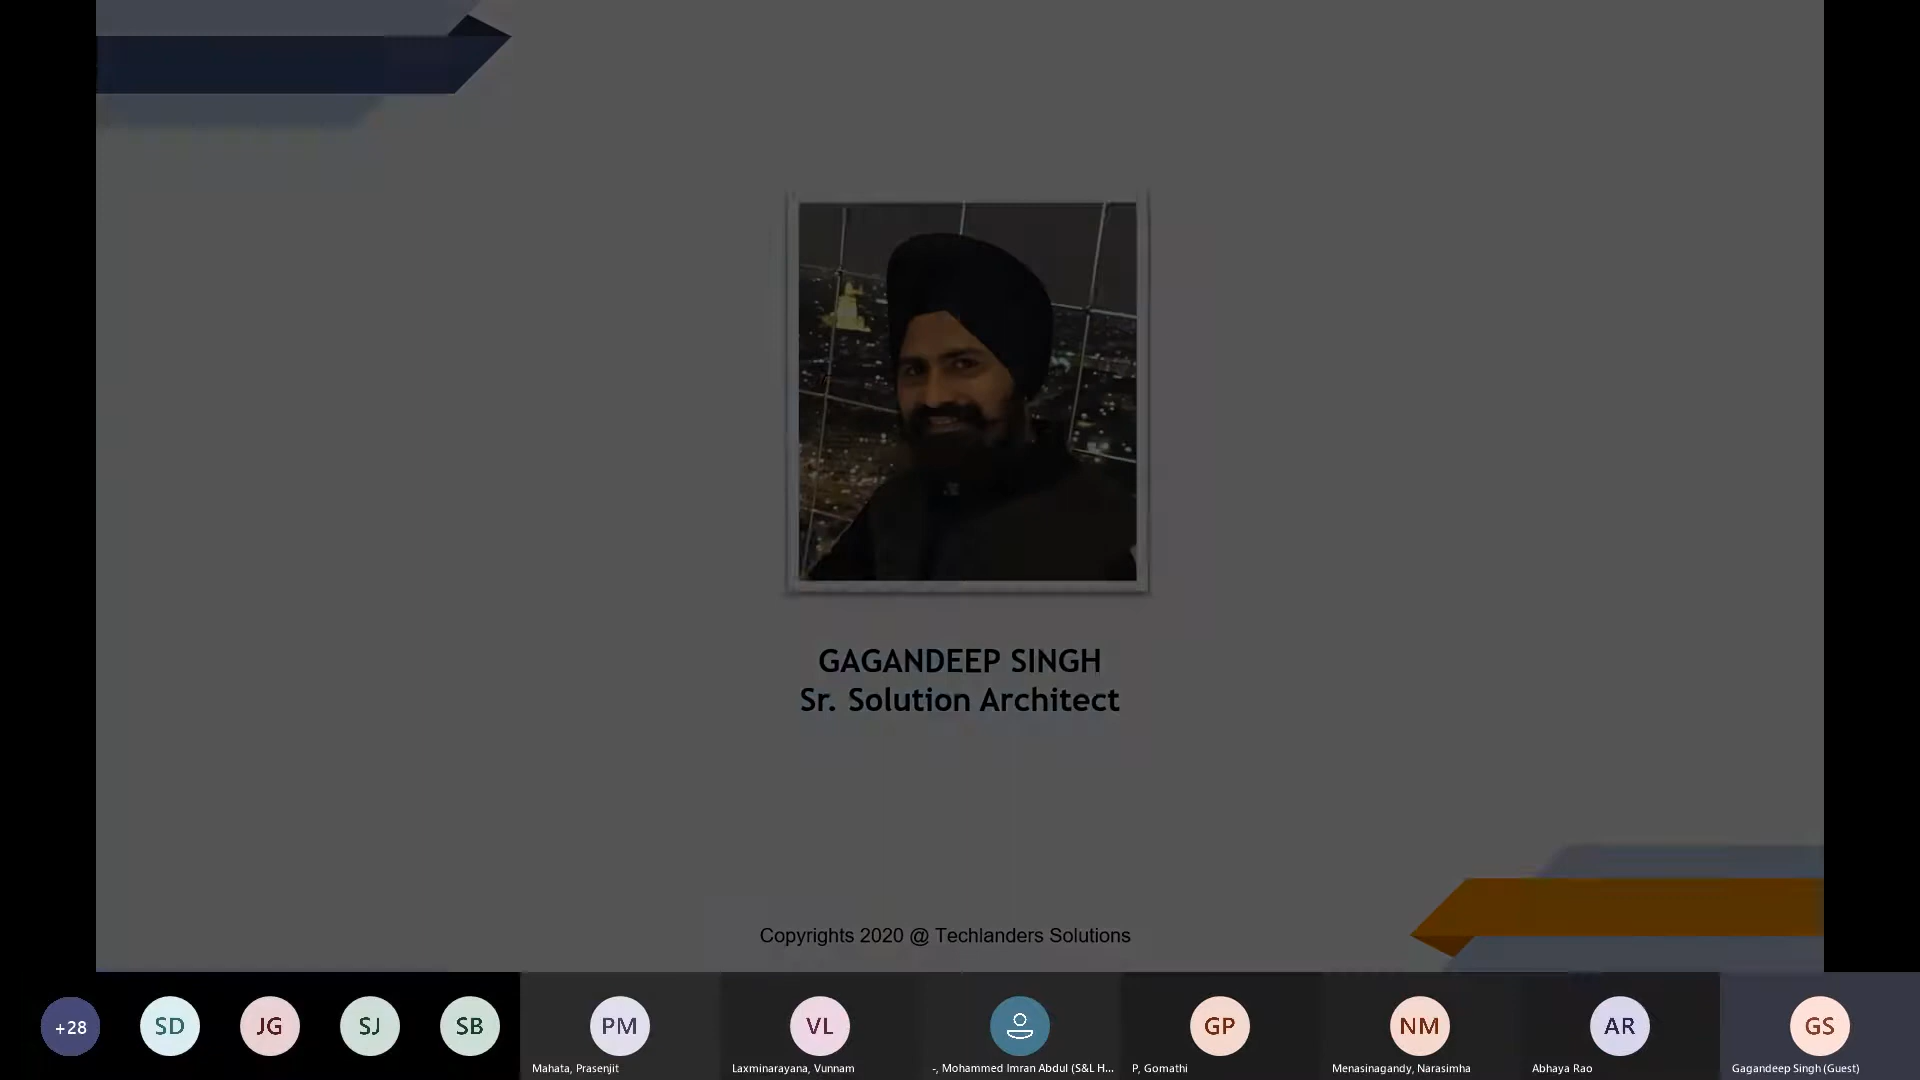 GAGANDEEP SINGH
Sr. Solution Architect
Copyrights 2020 @ Techlanders Solutions
+28
SD
JG
SJ
SB
PM
VL
GP
NM
AR
GS
Mahata, Prasenjit
Laxminarayana, Vunnam
-, Mohammed Imran Abdul (S&L H...
P, Gomathi
Menasinagandy, Narasimha
Abhaya Rao
Gagandeep Singh (Guest)